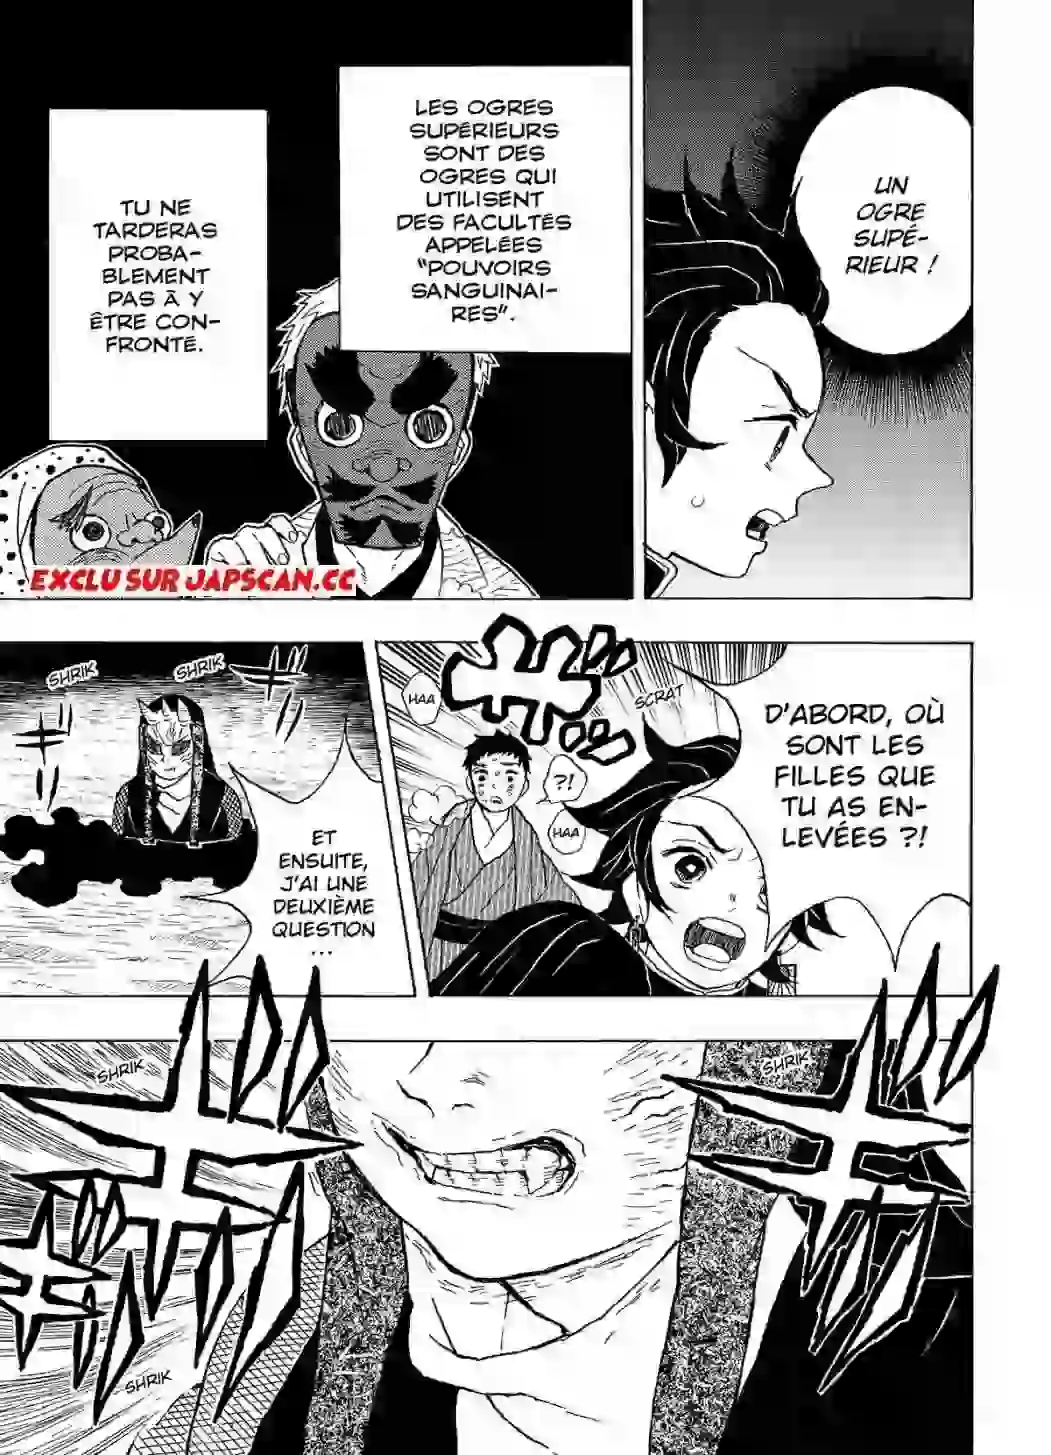 UN
OGRE
SUPÉ-
RIEUR !
LES OGRES
SUPÉRIEURS
SONT DES
OGRES QUI
UTILISENT
DES FACULTÉS
APPELÉES
"POUVOIRS
SANGUINAI-
RES".
TU NE
TARDERAS
PROBA-
BLEMENT
PAS À Y
ÊTRE CON-
FRONTÉ.
EXCLU SUR JAPSCAN.CC
D'ABORD, OÙ
SONT LES
FILLES QUE
TU AS EN-
LEVÉES ?!
SCRAT
HAA
?!
HAA
SHRIK
SHRIK
ET
ENSUITE,
J'AI UNE
DEUXIÈME
QUESTION
...
SHRIK
SHRIK
SHRIK